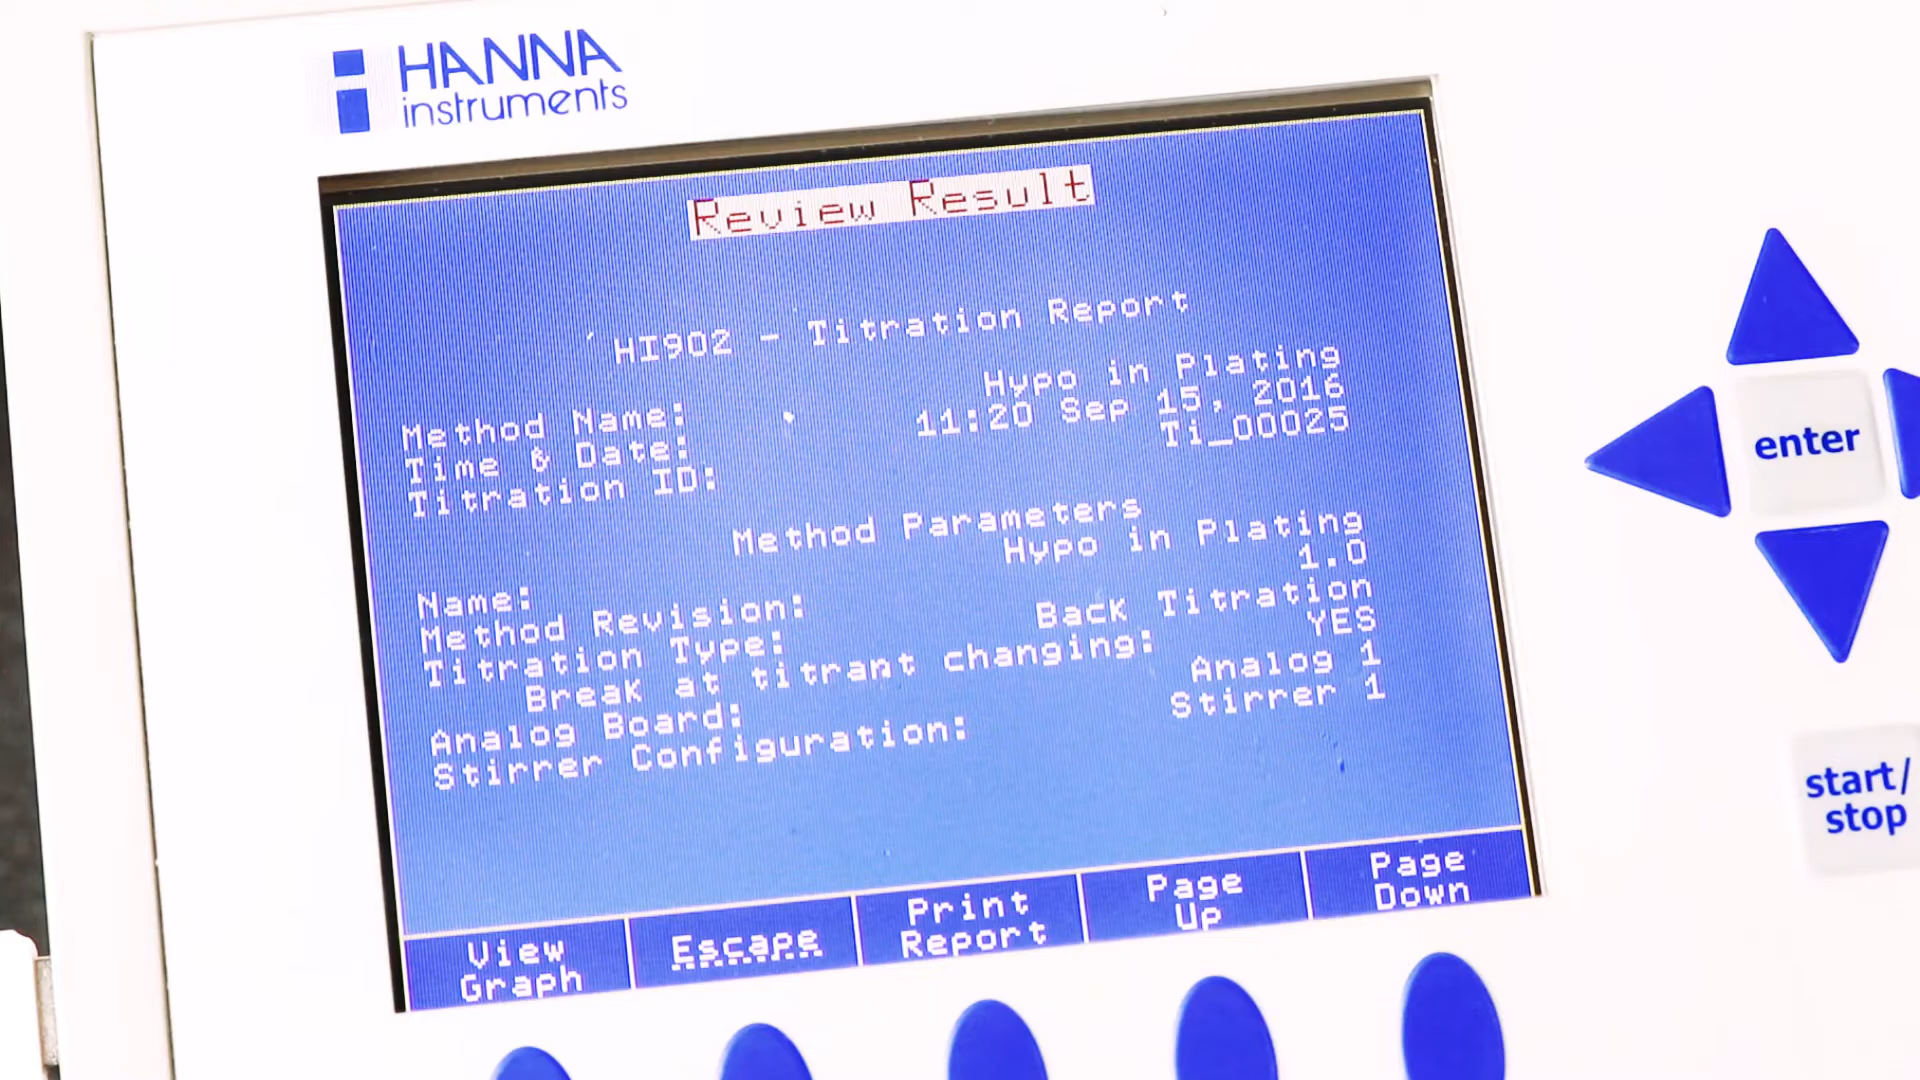 HANNA
instruments
Review Result
HI902 - Titration Report
Method Name: Hypo in Plating
Time & Date: 11:20 Sep 15, 2016
Titration ID: Ti_00025
Method Parameters
Name: Hypo in Plating
Method Revision: 1.0
Titration Type: Back Titration
Break at titrant changing: YES
Analog Board: Analog 1
Stirrer Configuration: Stirrer 1
View
Graph
Escape
Print
Report
Page
Up
Page
Down
enter
start/
stop